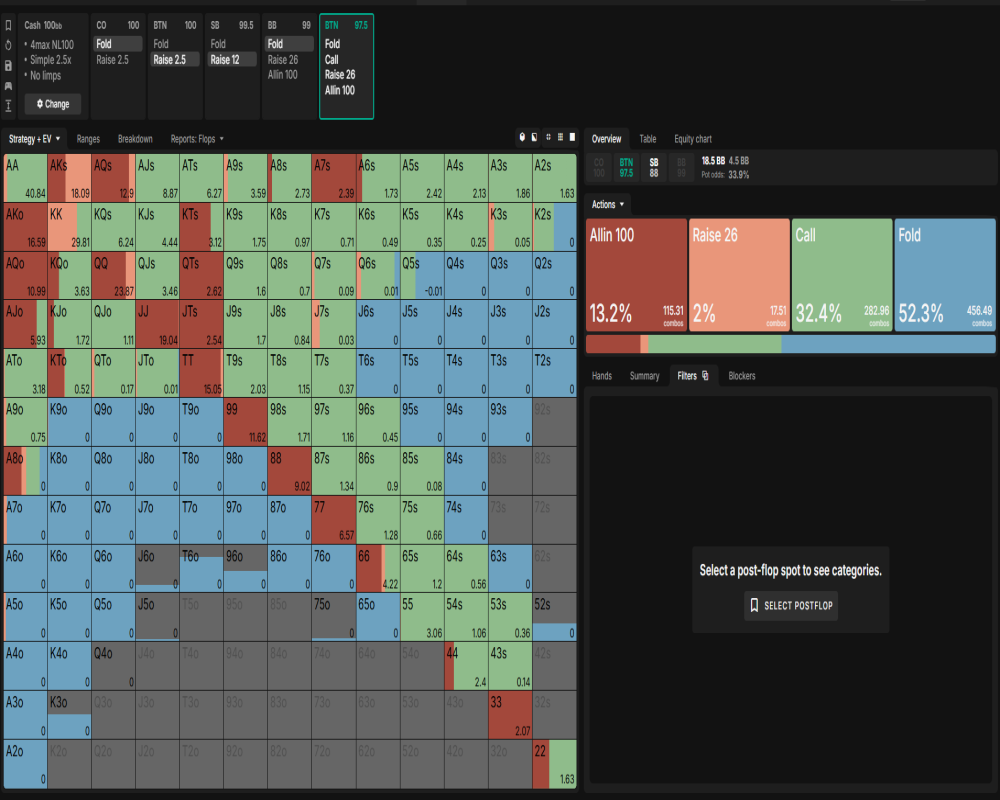 Cash 100bb
• 4max NL100
• Simple 2.5x
• No limps
Change
CO 100
Fold
Raise 2.5
BTN 100
Fold
Raise 2.5
SB 99.5
Fold
Raise 12
BB 99
Fold
Raise 26
Allin 100
BTN 97.5
Fold
Call
Raise 26
Allin 100
Strategy + EV
Ranges
Breakdown
Reports: Flops
AA AKs AQs AJs ATs A9s A8s A7s A6s A5s A4s A3s A2s
40.84 18.09 12.9 8.87 6.27 3.59 2.73 2.39 1.73 2.42 2.13 1.86 1.63
AKo KK KQs KJs KTs K9s K8s K7s K6s K5s K4s K3s K2s
16.59 29.81 6.24 4.44 3.12 1.75 0.97 0.71 0.49 0.35 0.25 0.05 0
AQo KQo QQ QJs QTs Q9s Q8s Q7s Q6s Q5s Q4s Q3s Q2s
10.99 3.63 23.87 3.46 2.62 1.6 0.7 0.09 0.01 -0.01 0 0 0
AJo KJo QJo JJ JTs J9s J8s J7s J6s J5s J4s J3s J2s
5.93 1.72 1.11 19.04 2.54 1.7 0.84 0.03 0 0 0 0 0
ATo KTo QTo JTo TT T9s T8s T7s T6s T5s T4s T3s T2s
3.18 0.52 0.17 0.01 15.05 2.03 1.15 0.37 0 0 0 0 0
A9o K9o Q9o J9o T9o 99 98s 97s 96s 95s 94s 93s 92s
0.75 0 0 0 0 11.62 1.71 1.16 0.45 0 0 0
A8o K8o Q8o J8o T8o 98o 88 87s 86s 85s 84s 83s 82s
0 0 0 0 0 0 9.02 1.34 0.9 0.08 0
A7o K7o Q7o J7o T7o 97o 87o 77 76s 75s 74s 73s 72s
0 0 0 0 0 0 0 6.57 1.28 0.66 0
A6o K6o Q6o J6o T6o 96o 86o 76o 66 65s 64s 63s 62s
0 0 0 0 0 0 0 0 4.22 1.2 0.56 0
A5o K5o Q5o J5o T5o 95o 85o 75o 65o 55 54s 53s 52s
0 0 0 0 0 0 3.06 1.06 0.36 0
A4o K4o Q4o J4o T4o 94o 84o 74o 64o 54o 44 43s 42s
0 0 0 2.4 0.14
A3o K3o Q3o J3o T3o 93o 83o 73o 63o 53o 43o 33 32s
0 0 2.07
A2o K2o Q2o J2o T2o 92o 82o 72o 62o 52o 42o 32o 22
0 1.63
Overview
Table
Equity chart
CO 100
BTN 97.5
SB 88
BB 99
18.5 BB 4.5 BB
Pot odds: 33.9%
Actions
Allin 100
13.2% 115.31 combos
Raise 26
2% 17.51 combos
Call
32.4% 282.96 combos
Fold
52.3% 456.49 combos
Hands
Summary
Filters
Blockers
Select a post-flop spot to see categories.
SELECT POSTFLOP